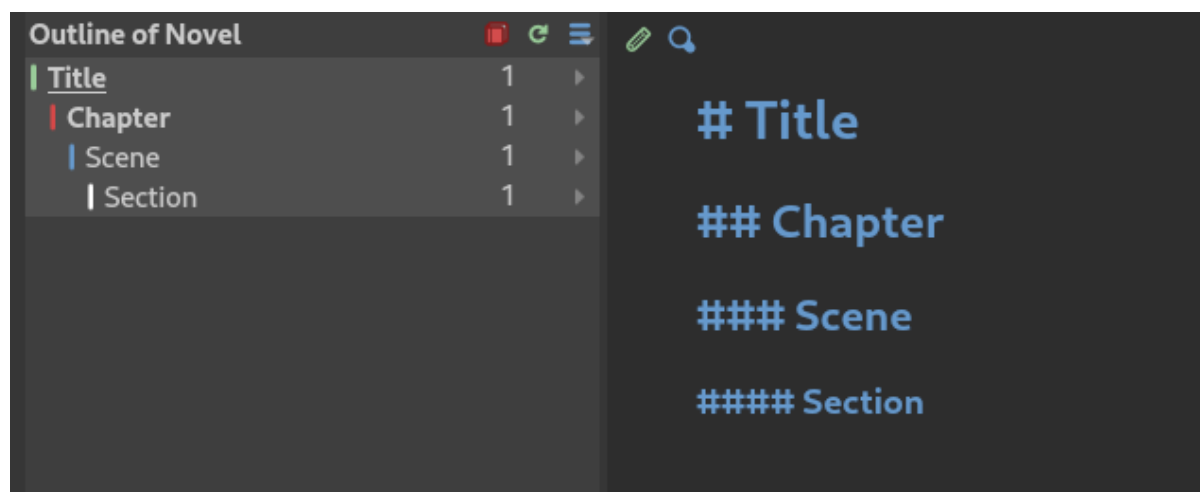 Outline of Novel
Title 1
Chapter 1
Scene 1
Section 1
# Title
## Chapter
### Scene
#### Section